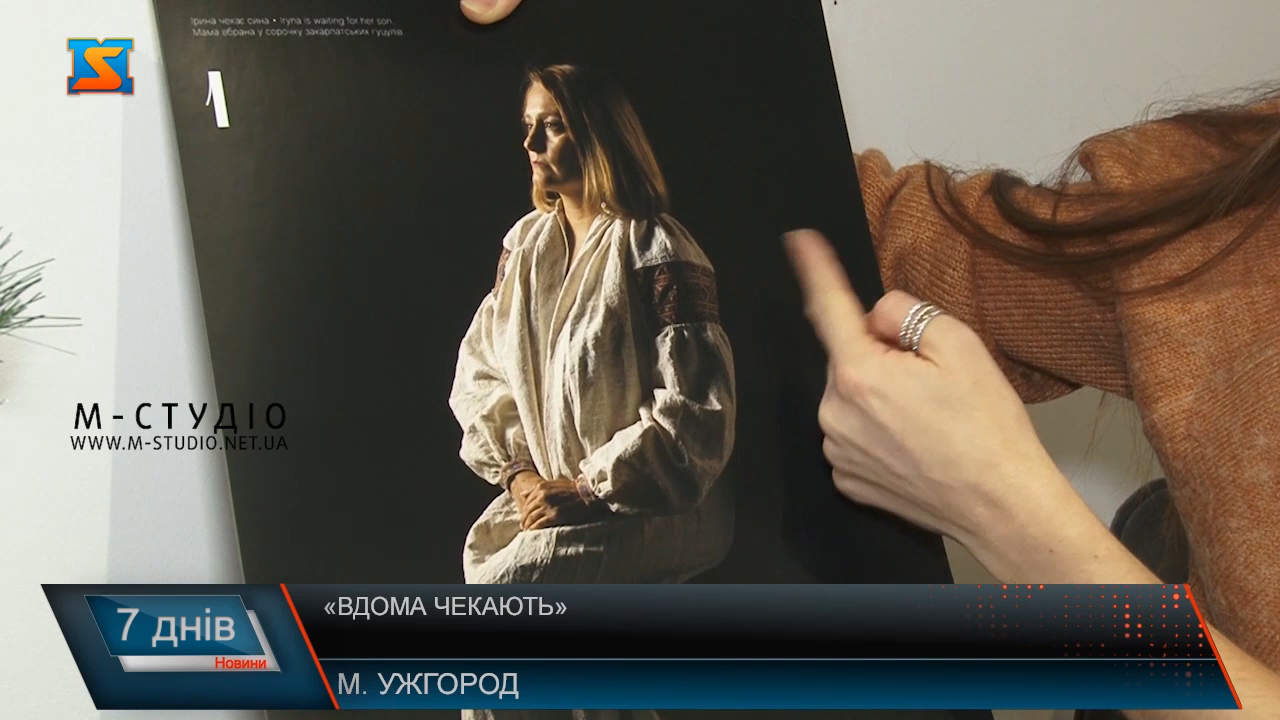 Ірина чекає сина • Iryna is waiting for her son.
Мама вбрана у сорочку закарпатських гуцулів.
1
М-СТУДІО
WWW.M-STUDIO.NET.UA
7 днів
Новини
«ВДОМА ЧЕКАЮТЬ»
М. УЖГОРОД